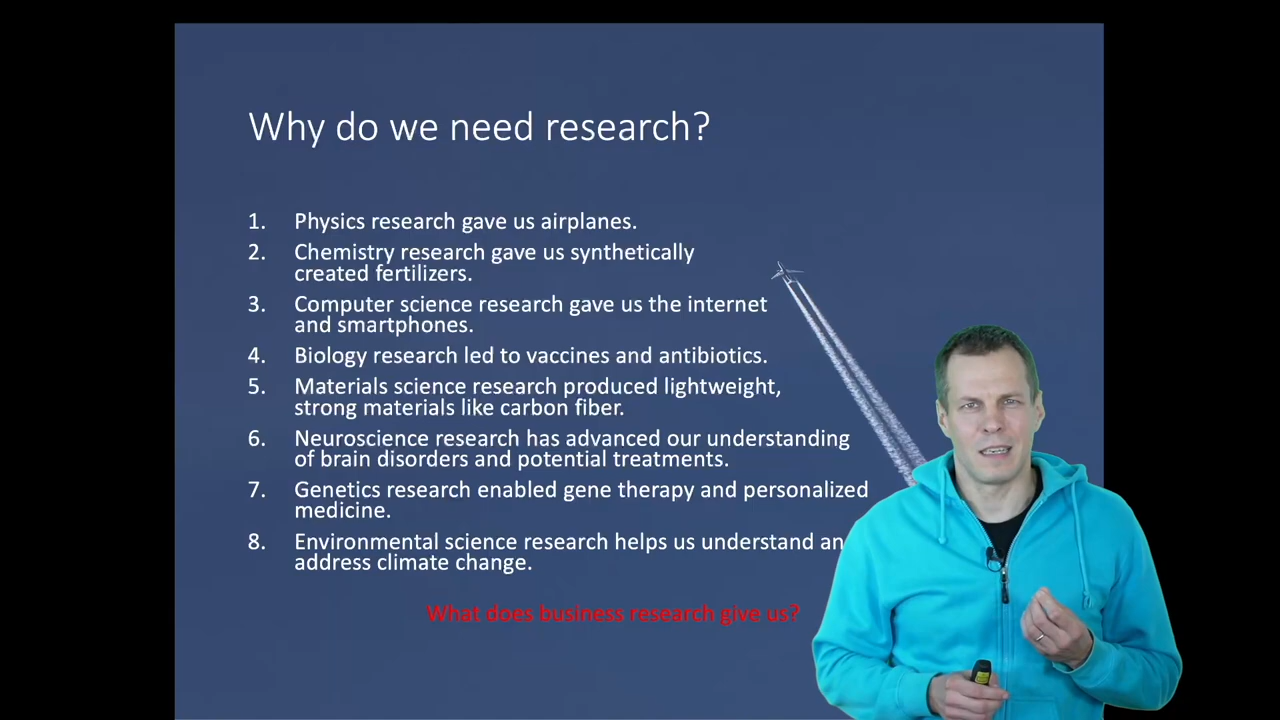 Why do we need research?
1. Physics research gave us airplanes.
2. Chemistry research gave us synthetically
created fertilizers.
3. Computer science research gave us the internet
and smartphones.
4. Biology research led to vaccines and antibiotics.
5. Materials science research produced lightweight,
strong materials like carbon fiber.
6. Neuroscience research has advanced our understanding
of brain disorders and potential treatments.
7. Genetics research enabled gene therapy and personalized
medicine.
8. Environmental science research helps us understand an
address climate change.
What does business research give us?